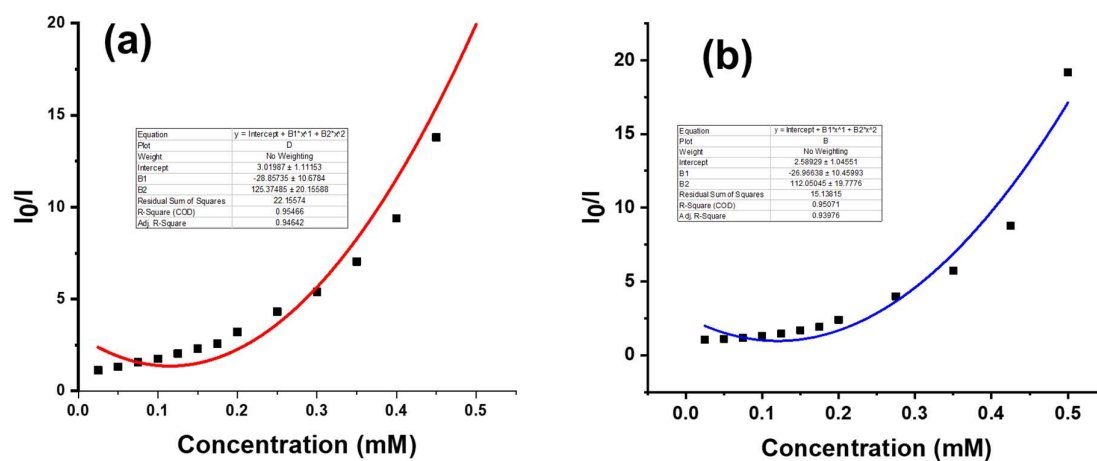 (a)
20
15
10
5
0
I0/I
0.0 0.1 0.2 0.3 0.4 0.5
Concentration (mM)
Equation y = Intercept + B1*x^1 + B2*x^2
Plot D
Weight No Weighting
Intercept 3.01987 ± 1.11153
B1 -28.85735 ± 10.6784
B2 125.37485 ± 20.15588
Residual Sum of Squares 22.15574
R-Square (COD) 0.95466
Adj. R-Square 0.94642
(b)
20
15
10
5
0
I0/I
0.0 0.1 0.2 0.3 0.4 0.5
Concentration (mM)
Equation y = Intercept + B1*x^1 + B2*x^2
Plot B
Weight No Weighting
Intercept 2.58929 ± 1.04551
B1 -26.96638 ± 10.45993
B2 112.05045 ± 19.7776
Residual Sum of Squares 15.13815
R-Square (COD) 0.95071
Adj. R-Square 0.93976